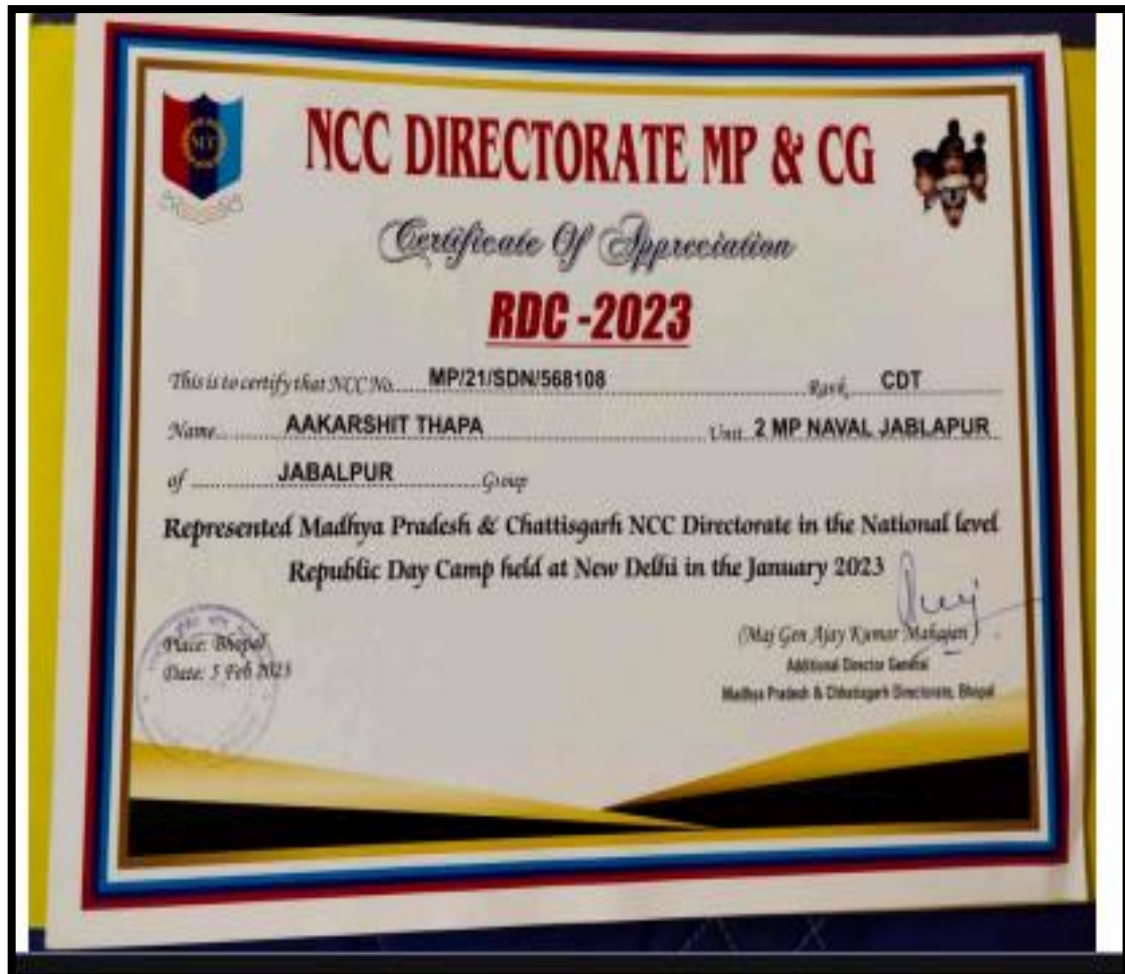 NCC DIRECTORATE MP & CG
Certificate Of Appreciation
RDC -2023
This is to certify that NCC No. MP/21/SDN/568108 Rank CDT
Name AAKARSHIT THAPA Unit 2 MP NAVAL JABLAPUR
of JABALPUR Group
Represented Madhya Pradesh & Chattisgarh NCC Directorate in the National level
Republic Day Camp held at New Delhi in the January 2023
Place: Bhopal
Date: 5 Feb 2023
(Maj Gen Ajay Kumar Mahajan)
Additional Director General
Madhya Pradesh & Chhatisgarh Directorate, Bhopal